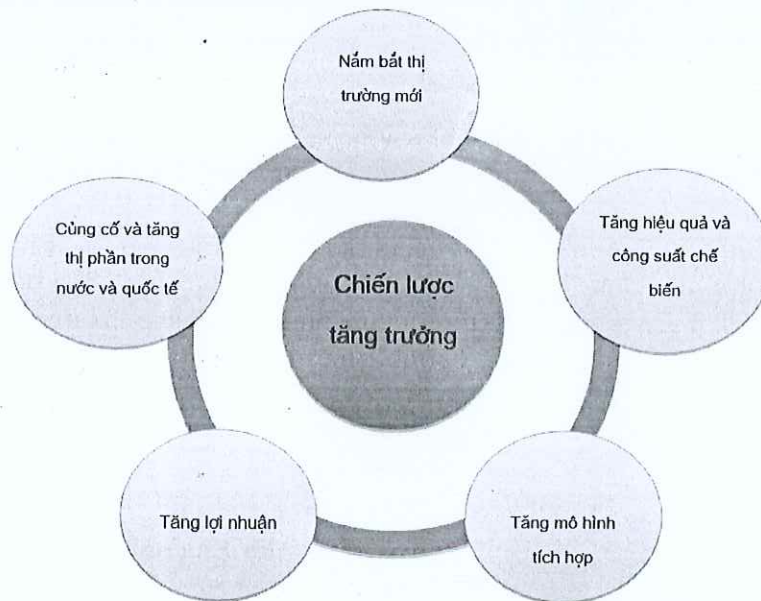 Nắm bắt thị
trường mới
Tăng hiệu quả và
công suất chế
biến
Tăng mô hình
tích hợp
Tăng lợi nhuận
Củng cố và tăng
thị phần trong
nước và quốc tế
Chiến lược
tăng trưởng